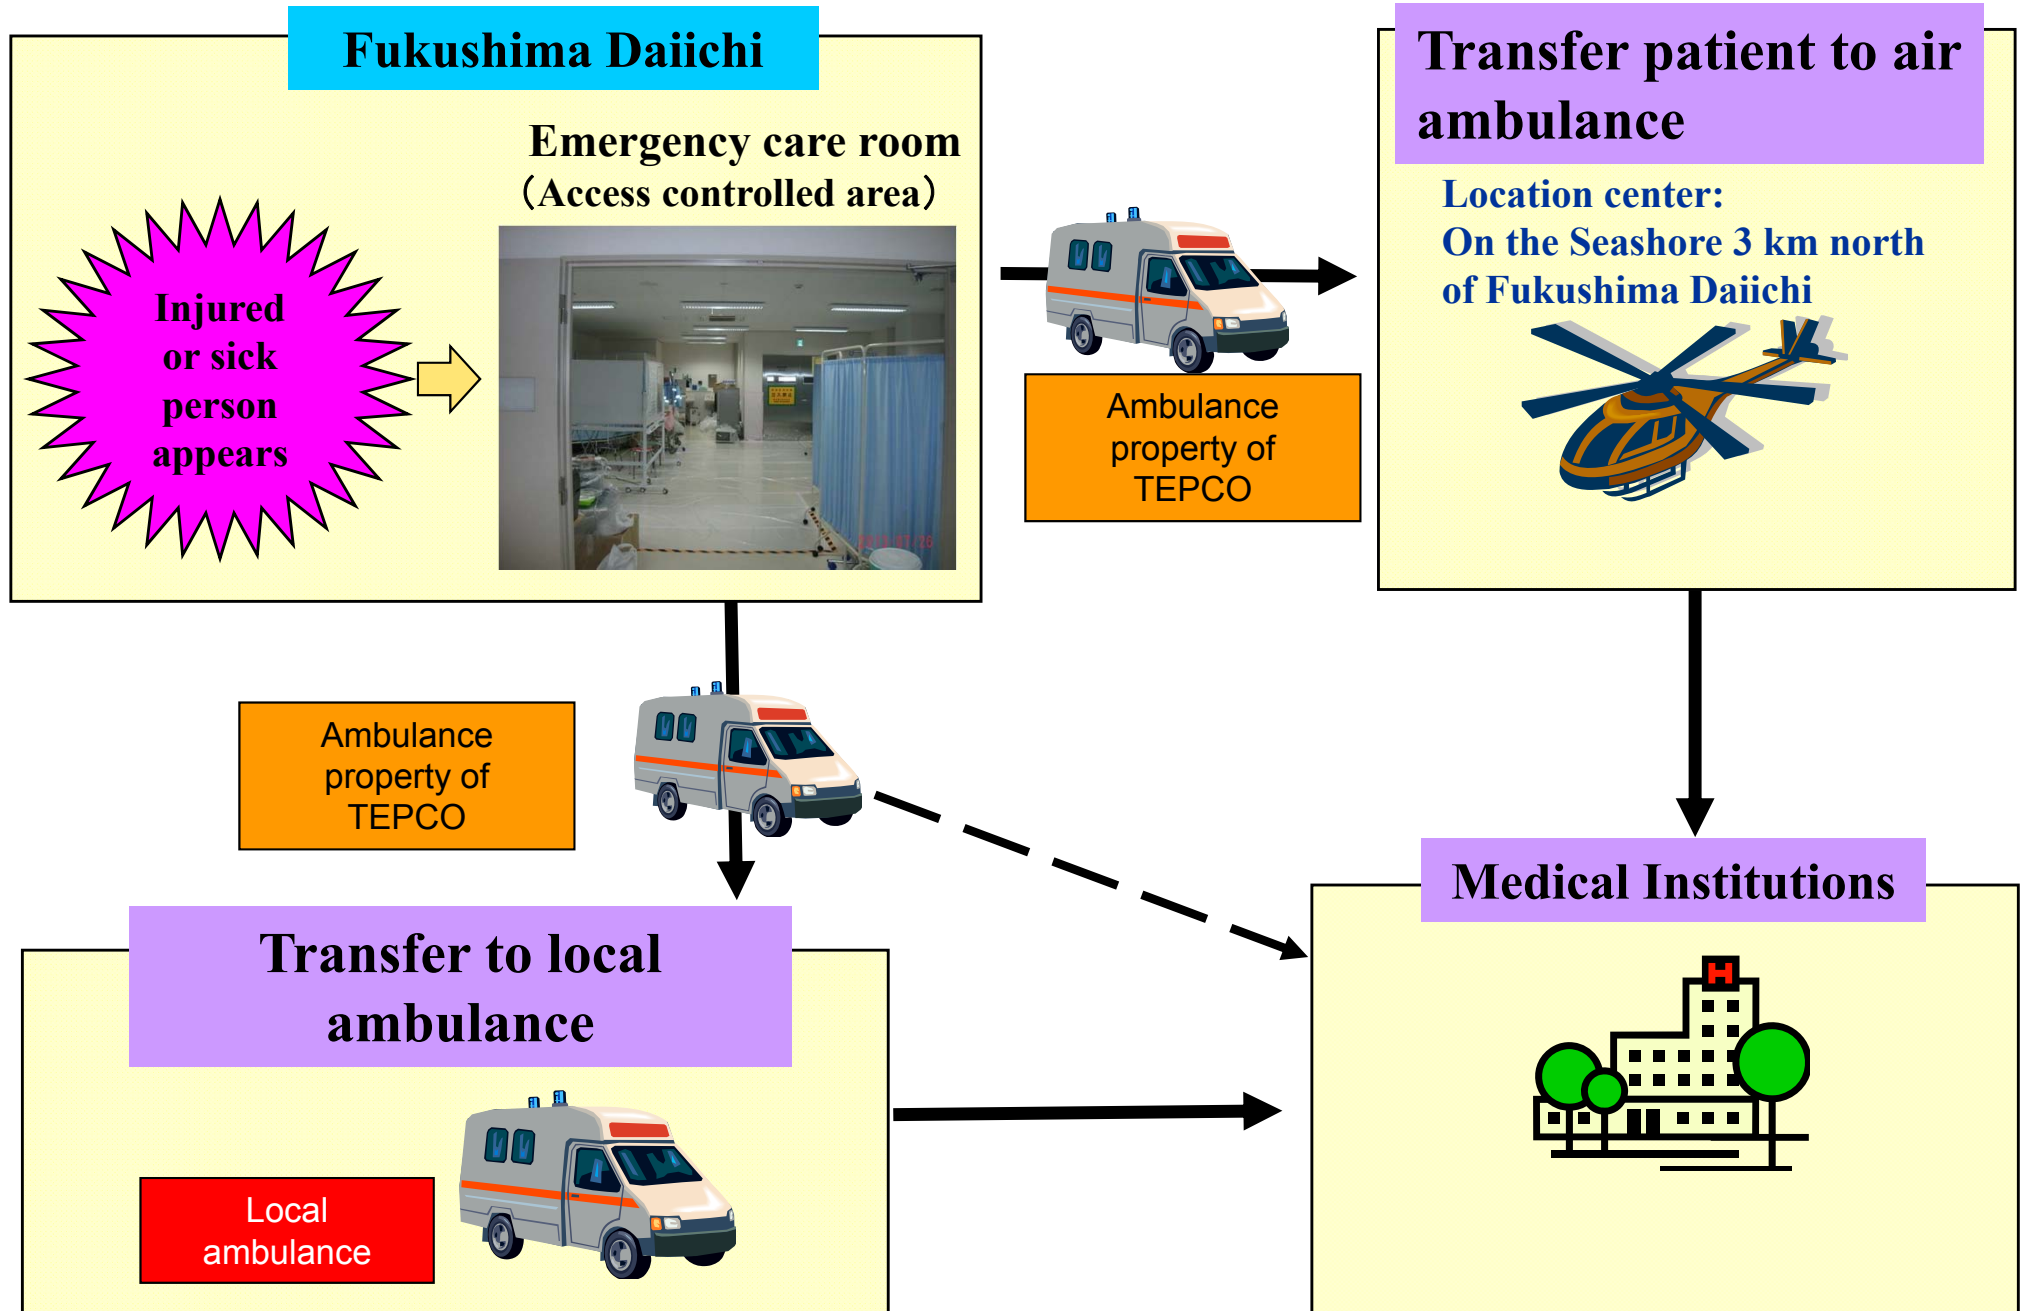 Fukushima Daiichi
Emergency care room
（Access controlled area）
Injured
or sick
person
appears
Ambulance
property of
TEPCO
Transfer patient to air
ambulance
Location center:
On the Seashore 3 km north
of Fukushima Daiichi
Ambulance
property of
TEPCO
Transfer to local
ambulance
Local
ambulance
Medical Institutions
H